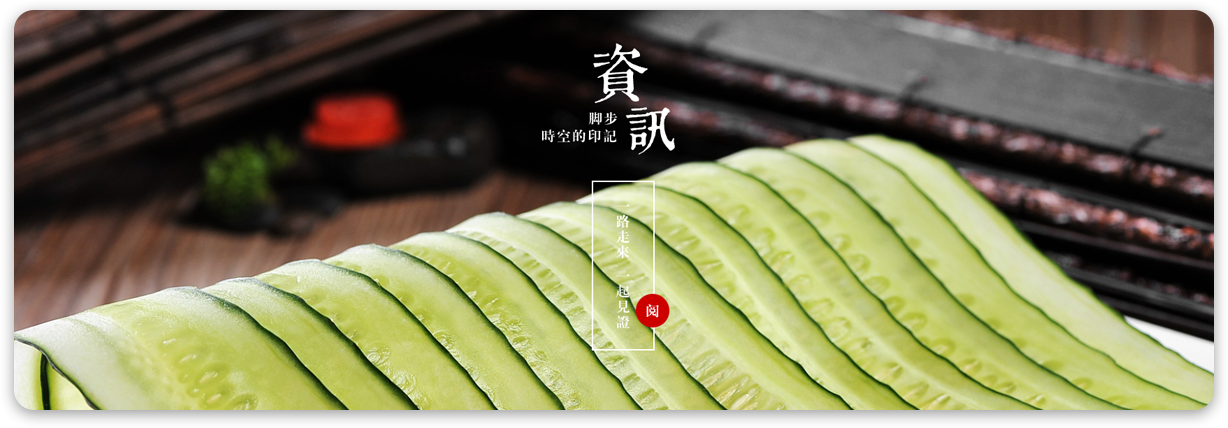 資訊
脚步
時空的印記
一路走來 一起見證
阅